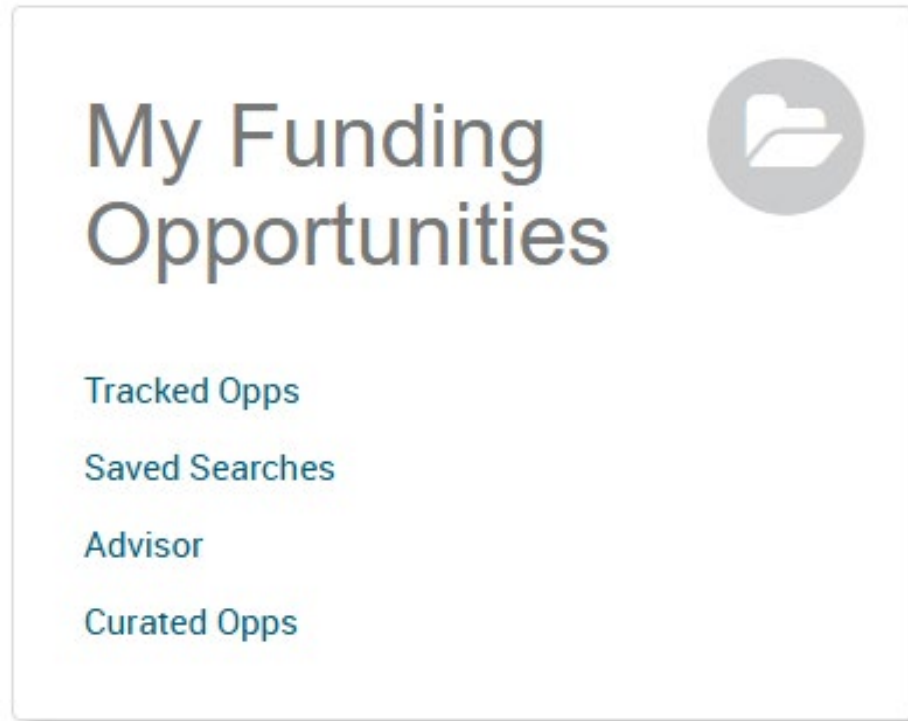 My Funding
Opportunities
Tracked Opps
Saved Searches
Advisor
Curated Opps